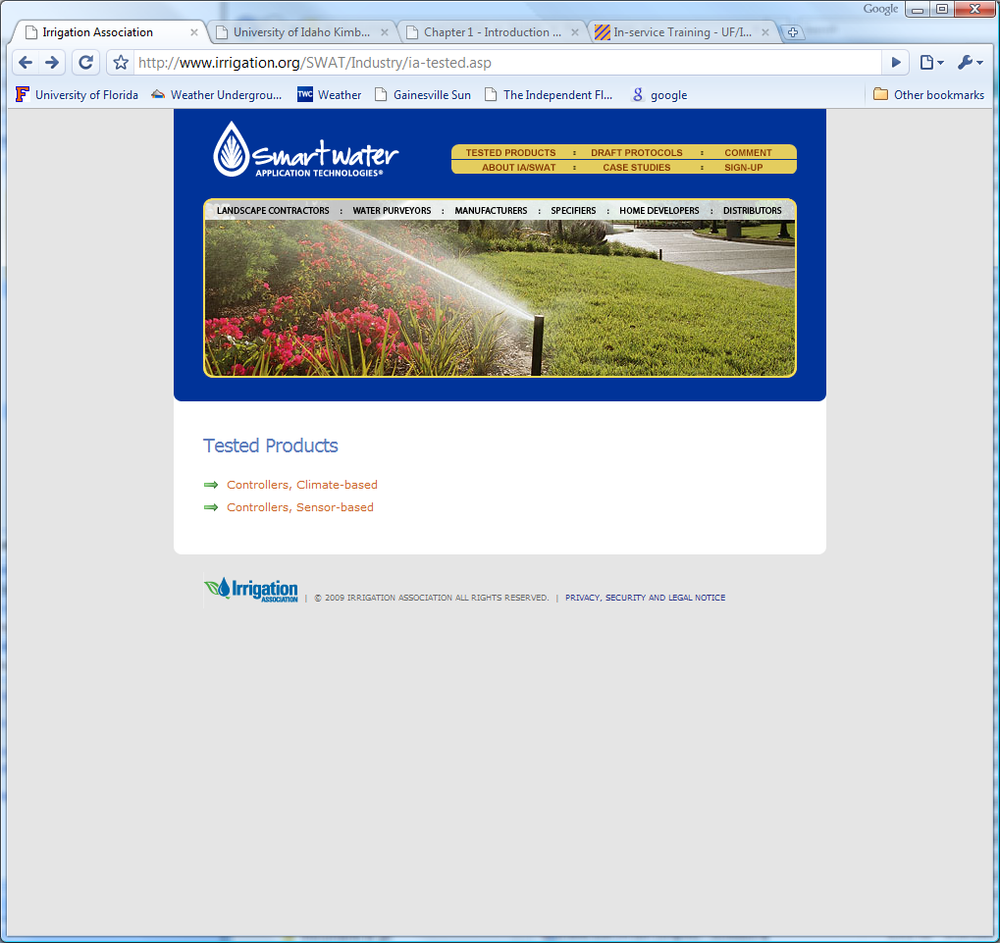 Google
Irrigation Association
University of Idaho Kimb...
Chapter 1 - Introduction ...
In-service Training - UF/I...
http://www.irrigation.org/SWAT/Industry/ia-tested.asp
F University of Florida
Weather Undergrou...
TWC Weather
Gainesville Sun
The Independent Fl...
g google
Other bookmarks
Smart Water
APPLICATION TECHNOLOGIES®
TESTED PRODUCTS : DRAFT PROTOCOLS : COMMENT
ABOUT IA/SWAT : CASE STUDIES : SIGN-UP
LANDSCAPE CONTRACTORS : WATER PURVEYORS : MANUFACTURERS : SPECIFIERS : HOME DEVELOPERS : DISTRIBUTORS
Tested Products
Controllers, Climate-based
Controllers, Sensor-based
Irrigation
ASSOCIATION
| © 2009 IRRIGATION ASSOCIATION ALL RIGHTS RESERVED. | PRIVACY, SECURITY AND LEGAL NOTICE